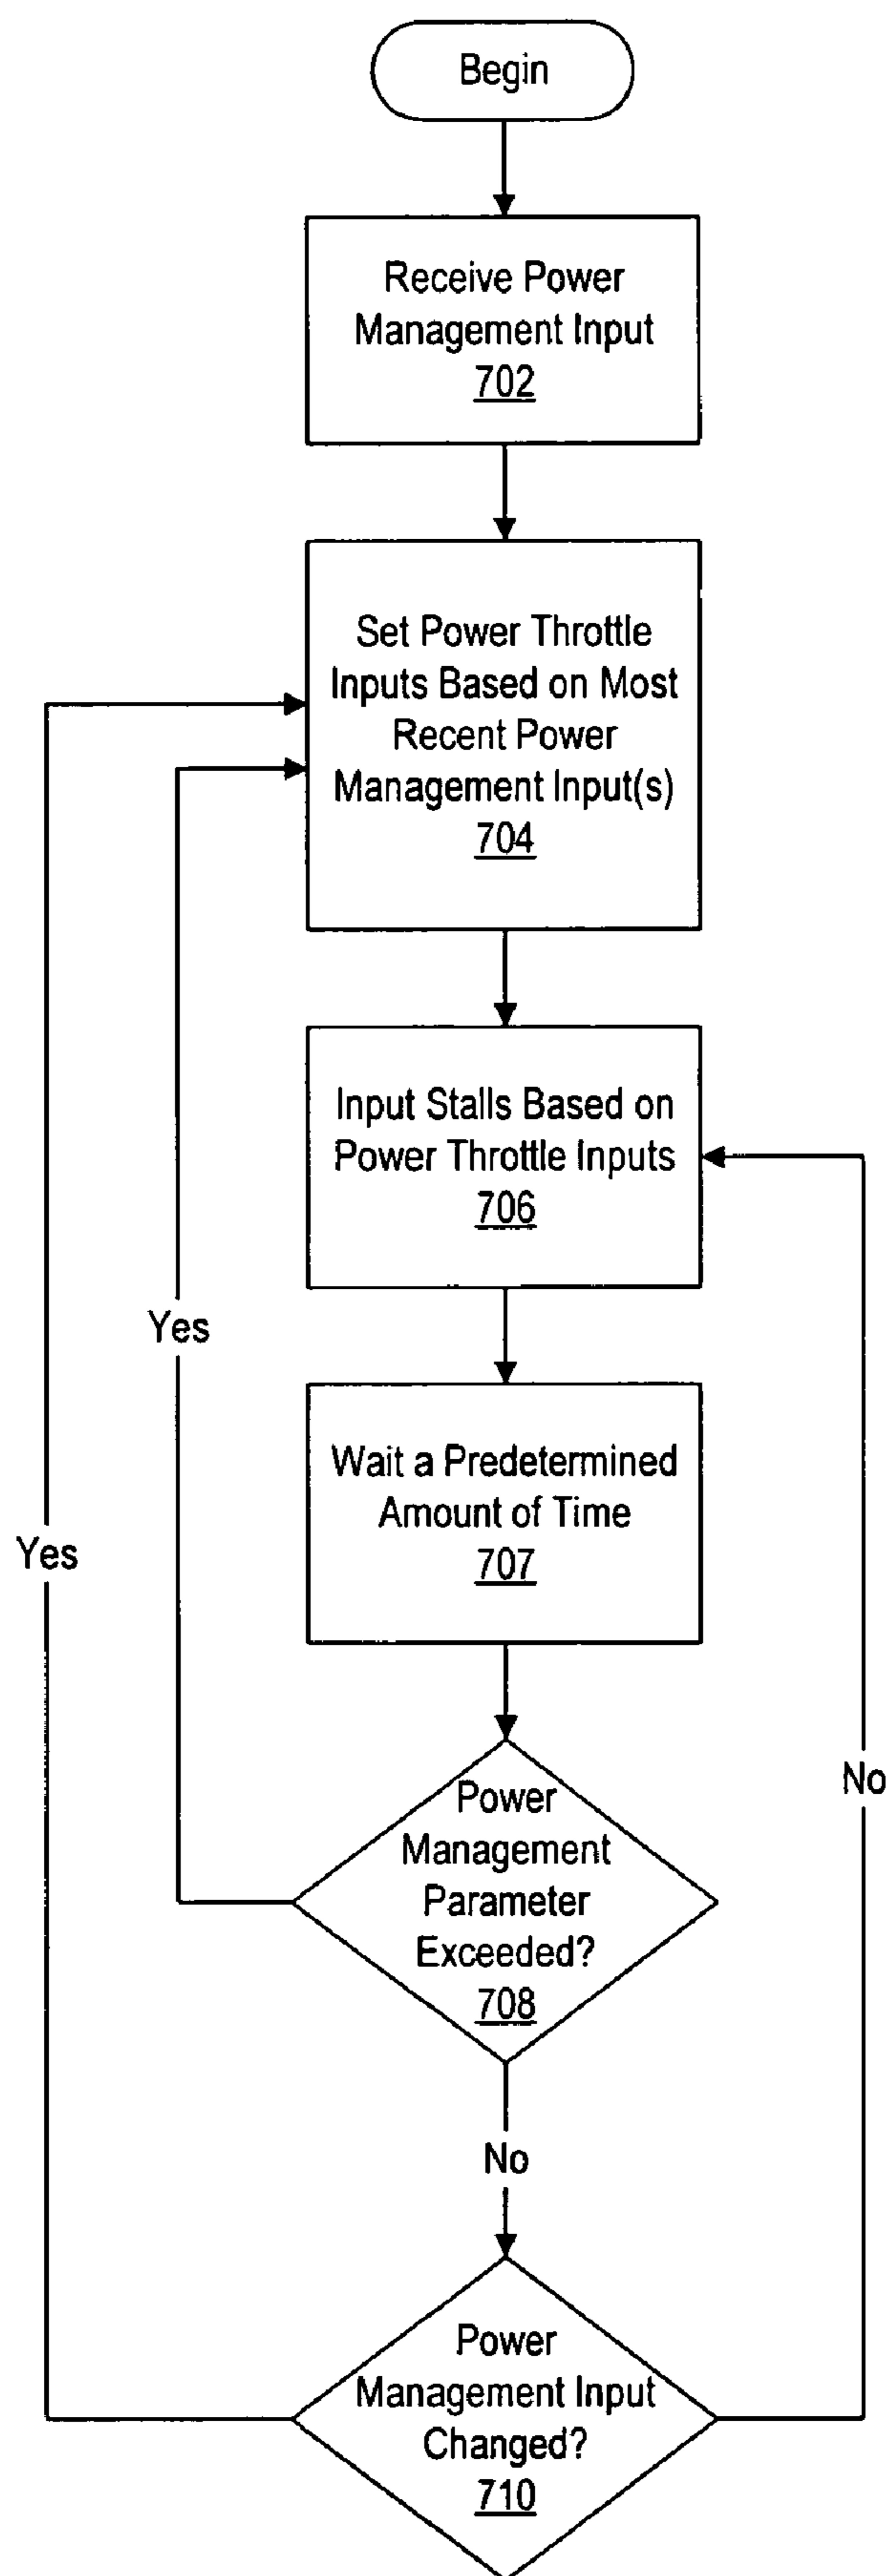 Begin
Receive Power
Management Input
702
Set Power Throttle
Inputs Based on Most
Recent Power
Management Input(s)
704
Input Stalls Based on
Power Throttle Inputs
706
Yes
Wait a Predetermined
Amount of Time
707
Yes
Power
Management
Parameter
Exceeded?
708
No
No
Power
Management Input
Changed?
710